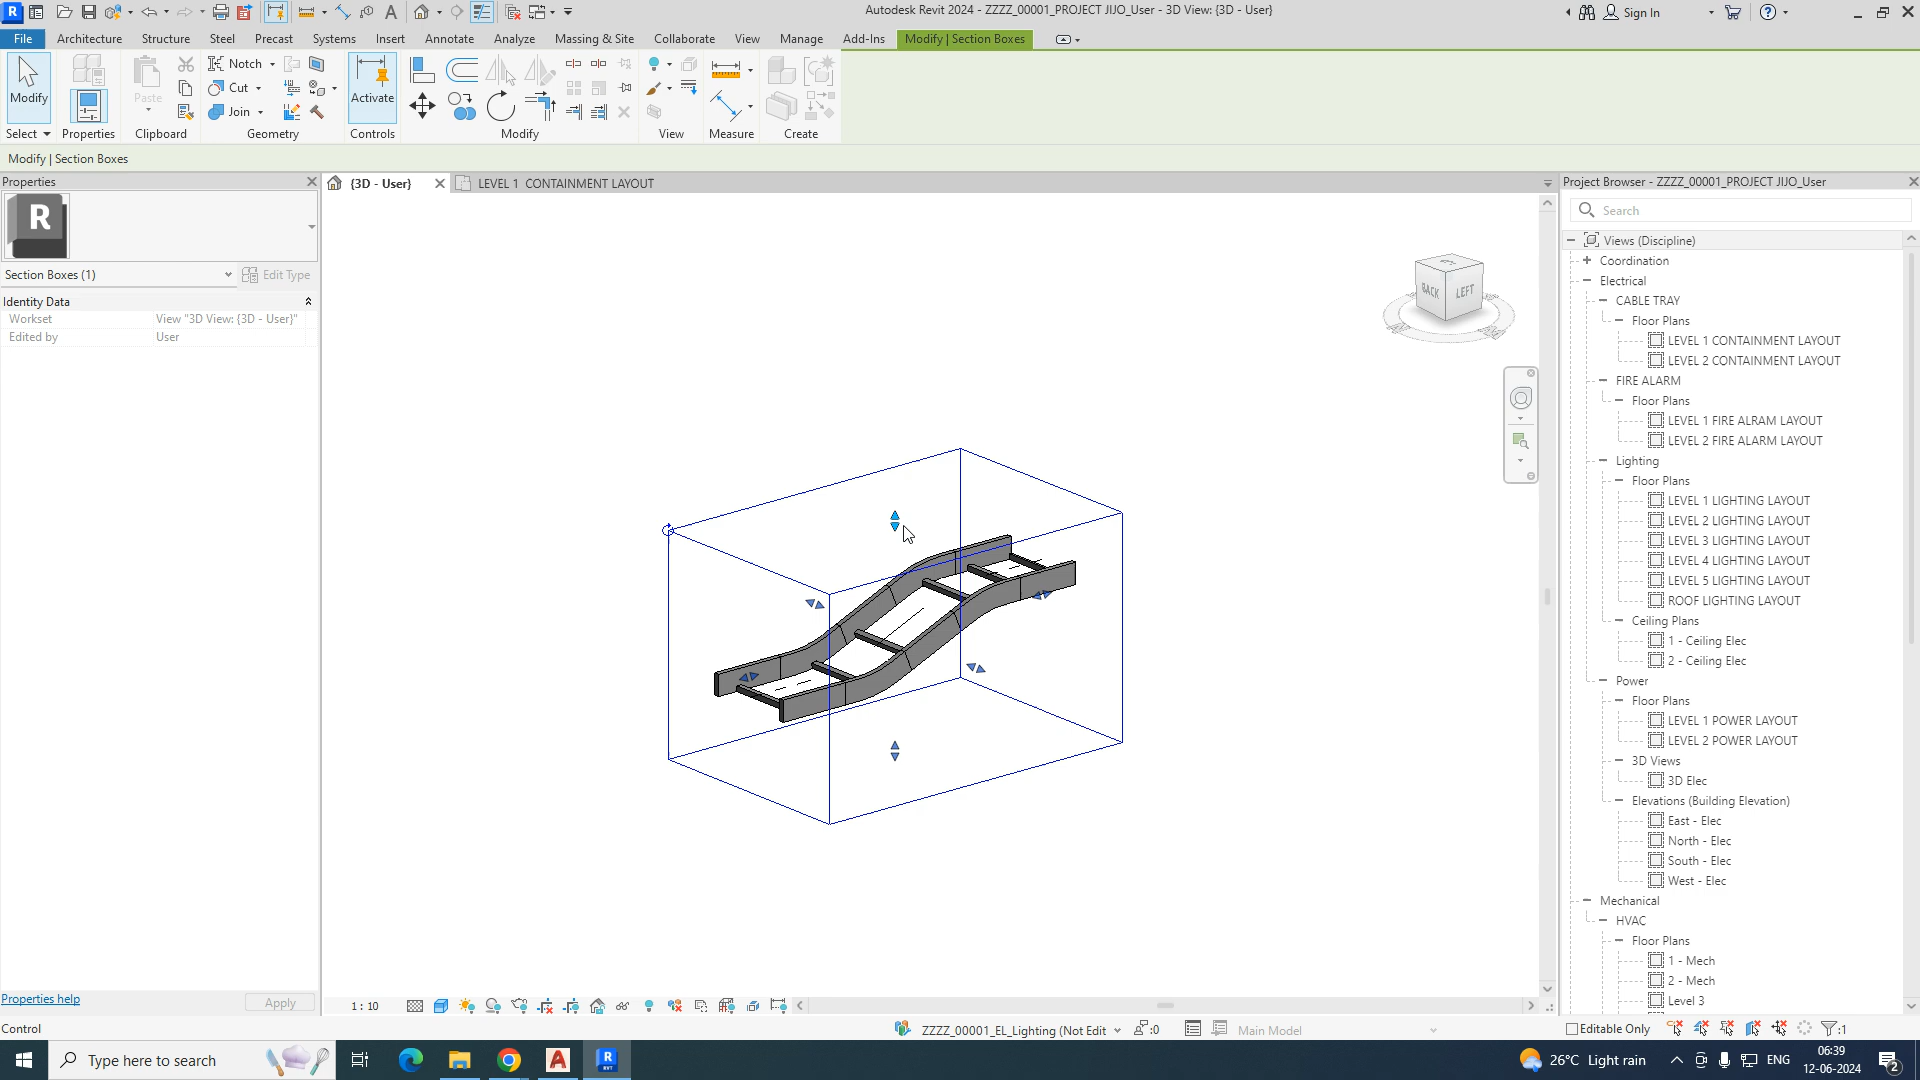 Autodesk Revit 2024 - ZZZZ_00001_PROJECT JIJO_User - 3D View: {3D - User}
Sign In
File Architecture Structure Steel Precast Systems Insert Annotate Analyze Massing & Site Collaborate View Manage Add-Ins Modify | Section Boxes
Modify
Paste
Notch
Cut
Join
Activate
Select Properties Clipboard Geometry Controls Modify View Measure Create
Modify | Section Boxes
Properties
R
Section Boxes (1)
Edit Type
Identity Data
Workset View "3D View: {3D - User}"
Edited by User
Properties help
Apply
{3D - User}
LEVEL 1 CONTAINMENT LAYOUT
BACK LEFT
1 : 10
Project Browser - ZZZZ_00001_PROJECT JIJO_User
Search
Views (Discipline)
Coordination
Electrical
CABLE TRAY
Floor Plans
LEVEL 1 CONTAINMENT LAYOUT
LEVEL 2 CONTAINMENT LAYOUT
FIRE ALARM
Floor Plans
LEVEL 1 FIRE ALRAM LAYOUT
LEVEL 2 FIRE ALARM LAYOUT
Lighting
Floor Plans
LEVEL 1 LIGHTING LAYOUT
LEVEL 2 LIGHTING LAYOUT
LEVEL 3 LIGHTING LAYOUT
LEVEL 4 LIGHTING LAYOUT
LEVEL 5 LIGHTING LAYOUT
ROOF LIGHTING LAYOUT
Ceiling Plans
1 - Ceiling Elec
2 - Ceiling Elec
Power
Floor Plans
LEVEL 1 POWER LAYOUT
LEVEL 2 POWER LAYOUT
3D Views
3D Elec
Elevations (Building Elevation)
East - Elec
North - Elec
South - Elec
West - Elec
Mechanical
HVAC
Floor Plans
1 - Mech
2 - Mech
Level 3
Control
ZZZZ_00001_EL_Lighting (Not Edit
:0
Main Model
Editable Only
:1
Type here to search
26°C Light rain
ENG
06:39
12-06-2024
2